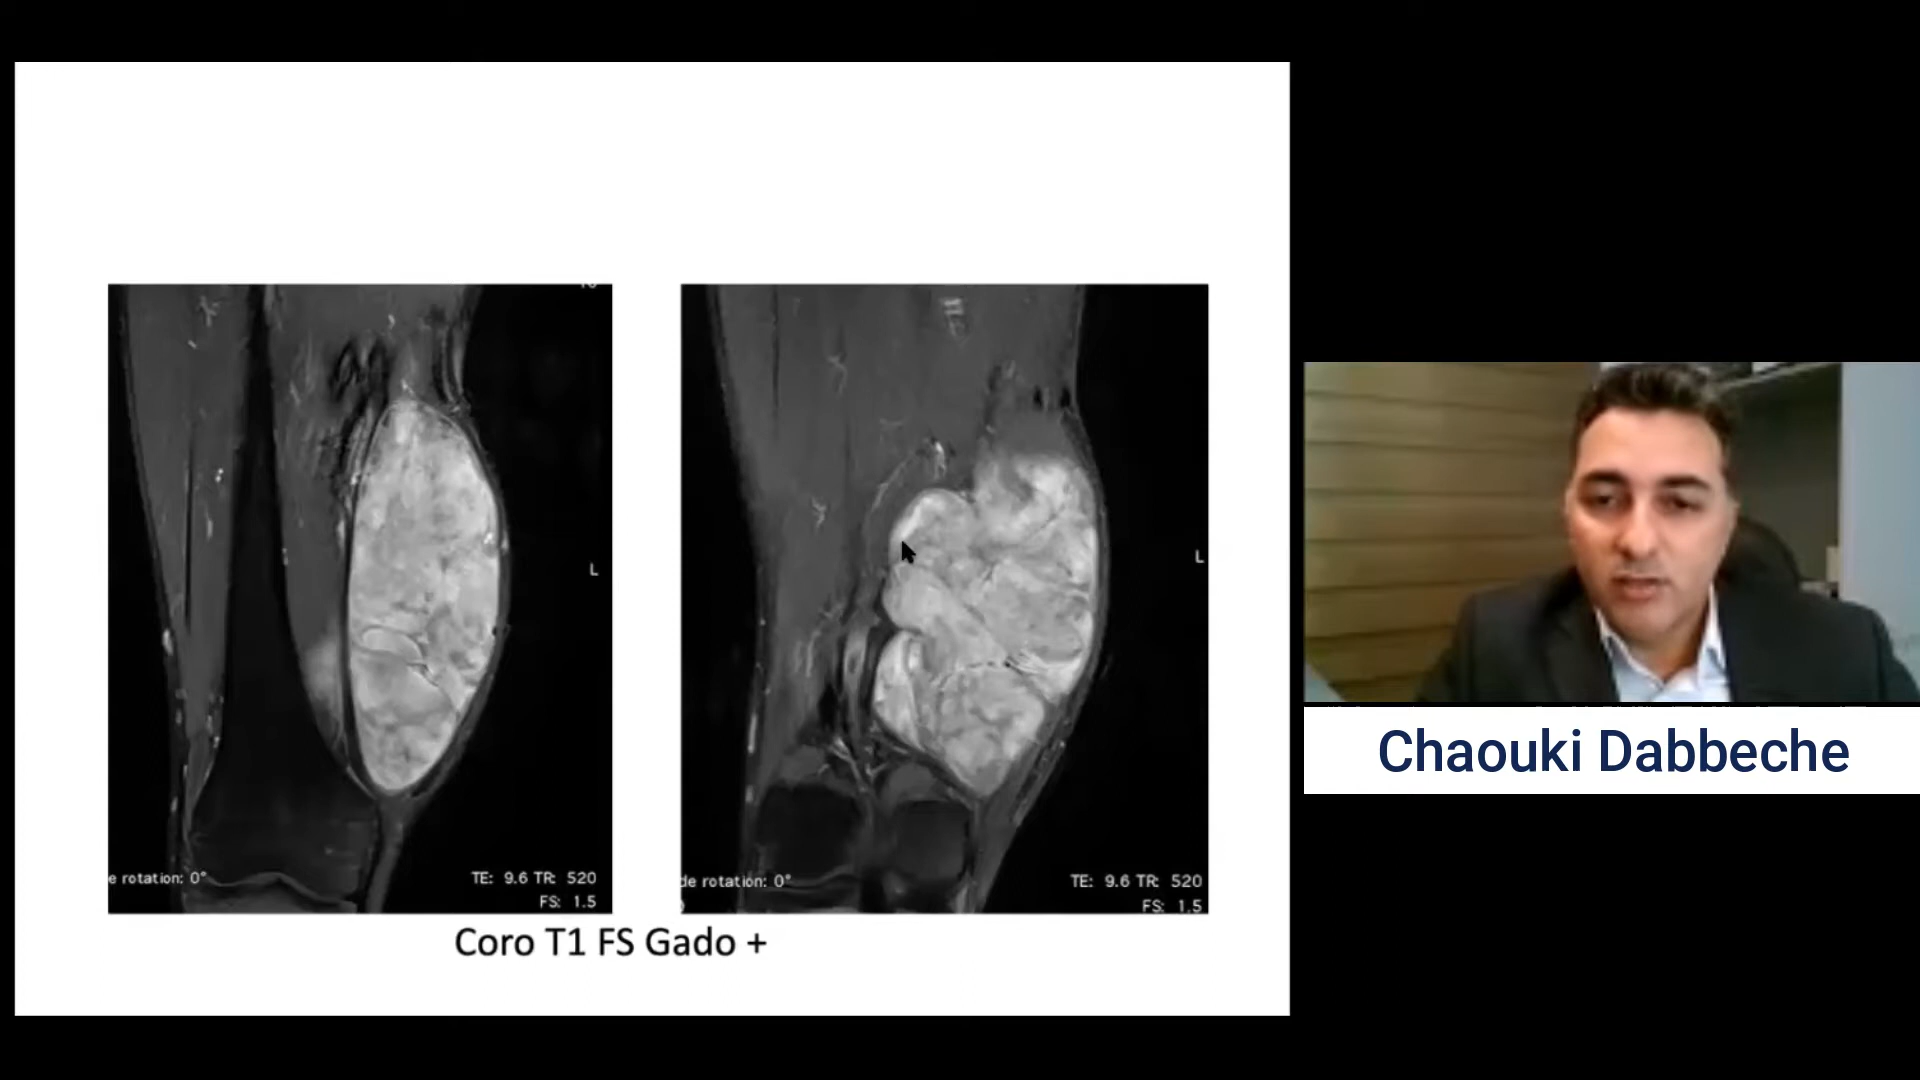 L
e rotation: 0°
TE: 9.6 TR: 520
FS: 1.5
L
de rotation: 0°
TE: 9.6 TR: 520
FS: 1.5
Coro T1 FS Gado +
Chaouki Dabbeche